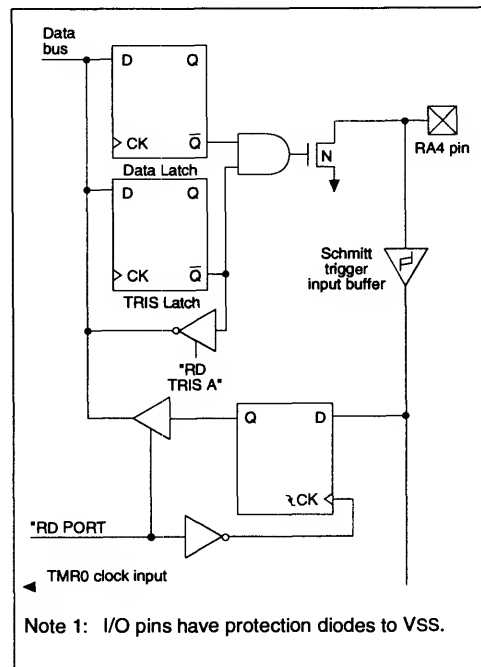 Data
bus
D Q
CK Q
Data Latch
D Q
CK Q
TRIS Latch
N
RA4 pin
Schmitt
trigger
input buffer
"RD
TRIS A"
Q D
CK
"RD PORT
TMR0 clock input
Note 1: I/O pins have protection diodes to VSS.